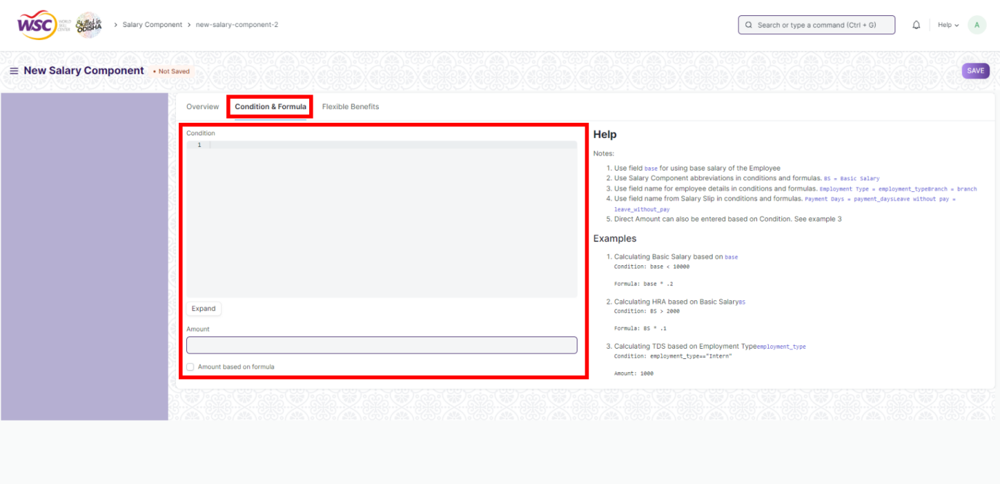 WSC WORLD SKILL CENTER Skilled in ODISHA > Salary Component > new-salary-component-2 Search or type a command (Ctrl + G) Help A
New Salary Component • Not Saved SAVE
Overview Condition & Formula Flexible Benefits
Condition
1
Expand
Amount
Amount based on formula
Help
Notes:
1. Use field base for using base salary of the Employee
2. Use Salary Component abbreviations in conditions and formulas. BS = Basic Salary
3. Use field name for employee details in conditions and formulas. Employment Type = employment_typeBranch = branch
4. Use field name from Salary Slip in conditions and formulas. Payment Days = payment_daysLeave without pay =
leave_without_pay
5. Direct Amount can also be entered based on Condition. See example 3
Examples
1. Calculating Basic Salary based on base
Condition: base < 10000
Formula: base * .2
2. Calculating HRA based on Basic SalaryBS
Condition: BS > 2000
Formula: BS * .1
3. Calculating TDS based on Employment Typeemployment_type
Condition: employment_type=="Intern"
Amount: 1000